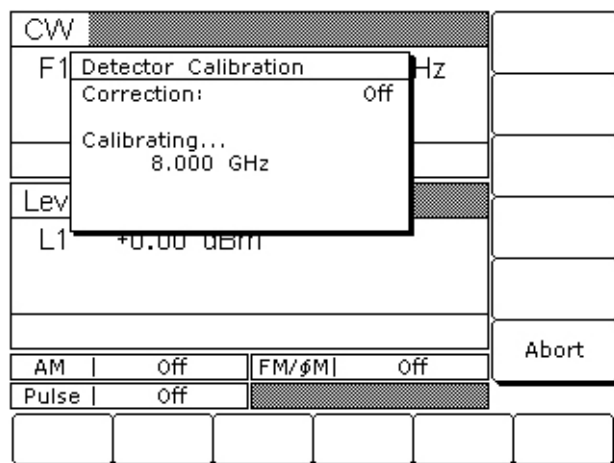 CW
F1 Hz
Detector Calibration
Correction: Off
Calibrating...
8.000 GHz
Lev
L1 +0.00 dBm
Abort
AM | Off FM/ϕM| Off
Pulse | Off